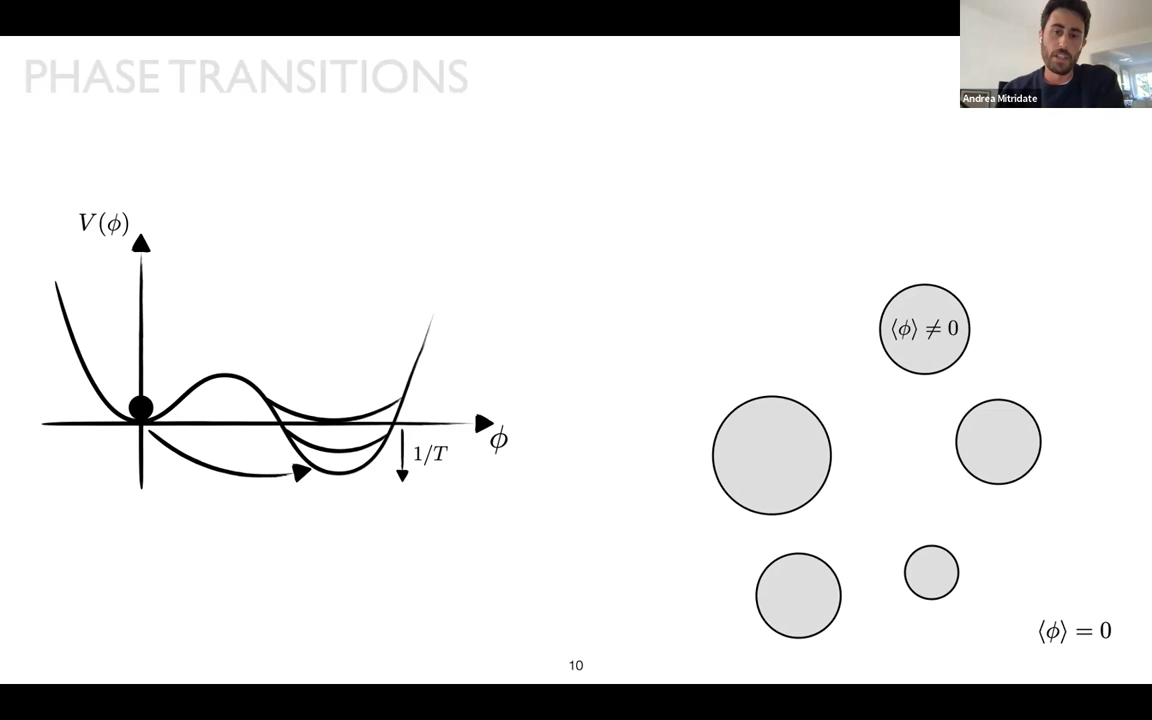 PHASE TRANSITIONS
Andrea Mitridate
V(ϕ)
⟨ϕ⟩ ≠ 0
ϕ
1/T
⟨ϕ⟩ = 0
10